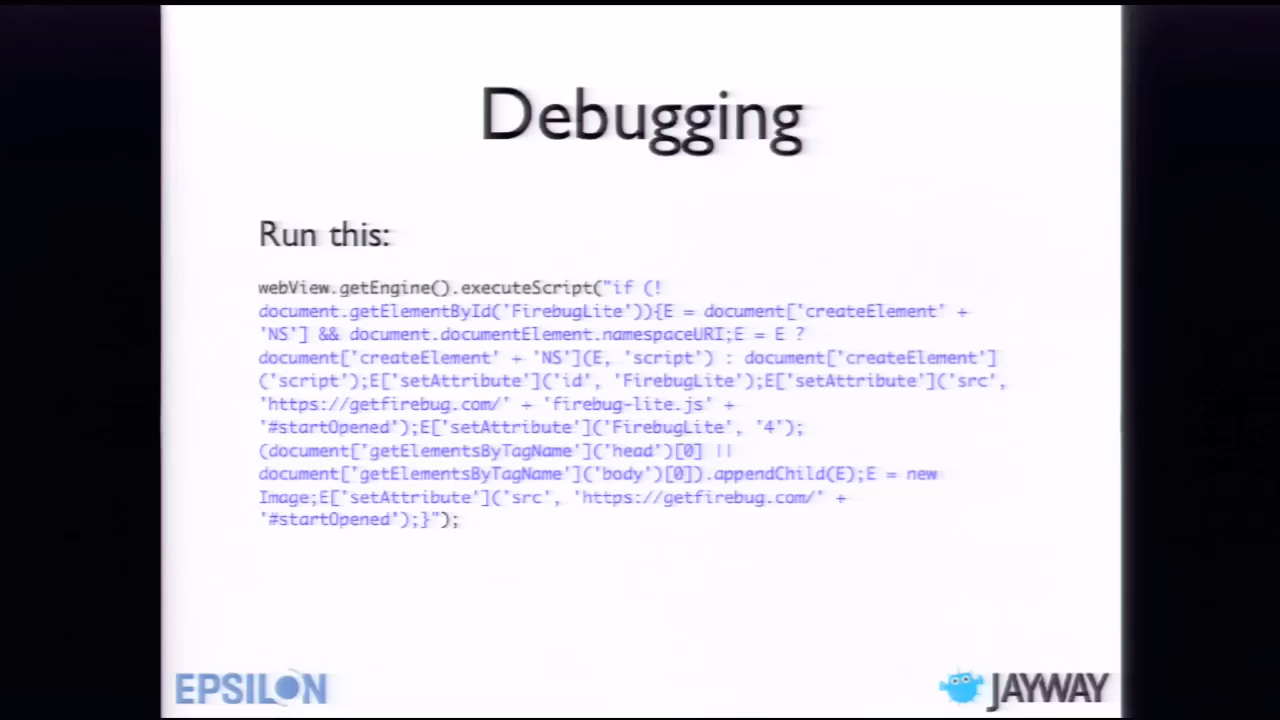 Debugging
Run this:
webView.getEngine().executeScript("if (!
document.getElementById('FirebugLite')){E = document['createElement' +
'NS'] && document.documentElement.namespaceURI;E = E ?
document['createElement' + 'NS'](E, 'script') : document['createElement']
('script');E['setAttribute']('id', 'FirebugLite');E['setAttribute']('src',
'https://getfirebug.com/' + 'firebug-lite.js' +
'#startOpened');E['setAttribute']('FirebugLite', '4');
(document['getElementsByTagName']('head')[0] ||
document['getElementsByTagName']('body')[0]).appendChild(E);E = new
Image;E['setAttribute']('src', 'https://getfirebug.com/' +
'#startOpened');}");
EPSILON
JAYWAY